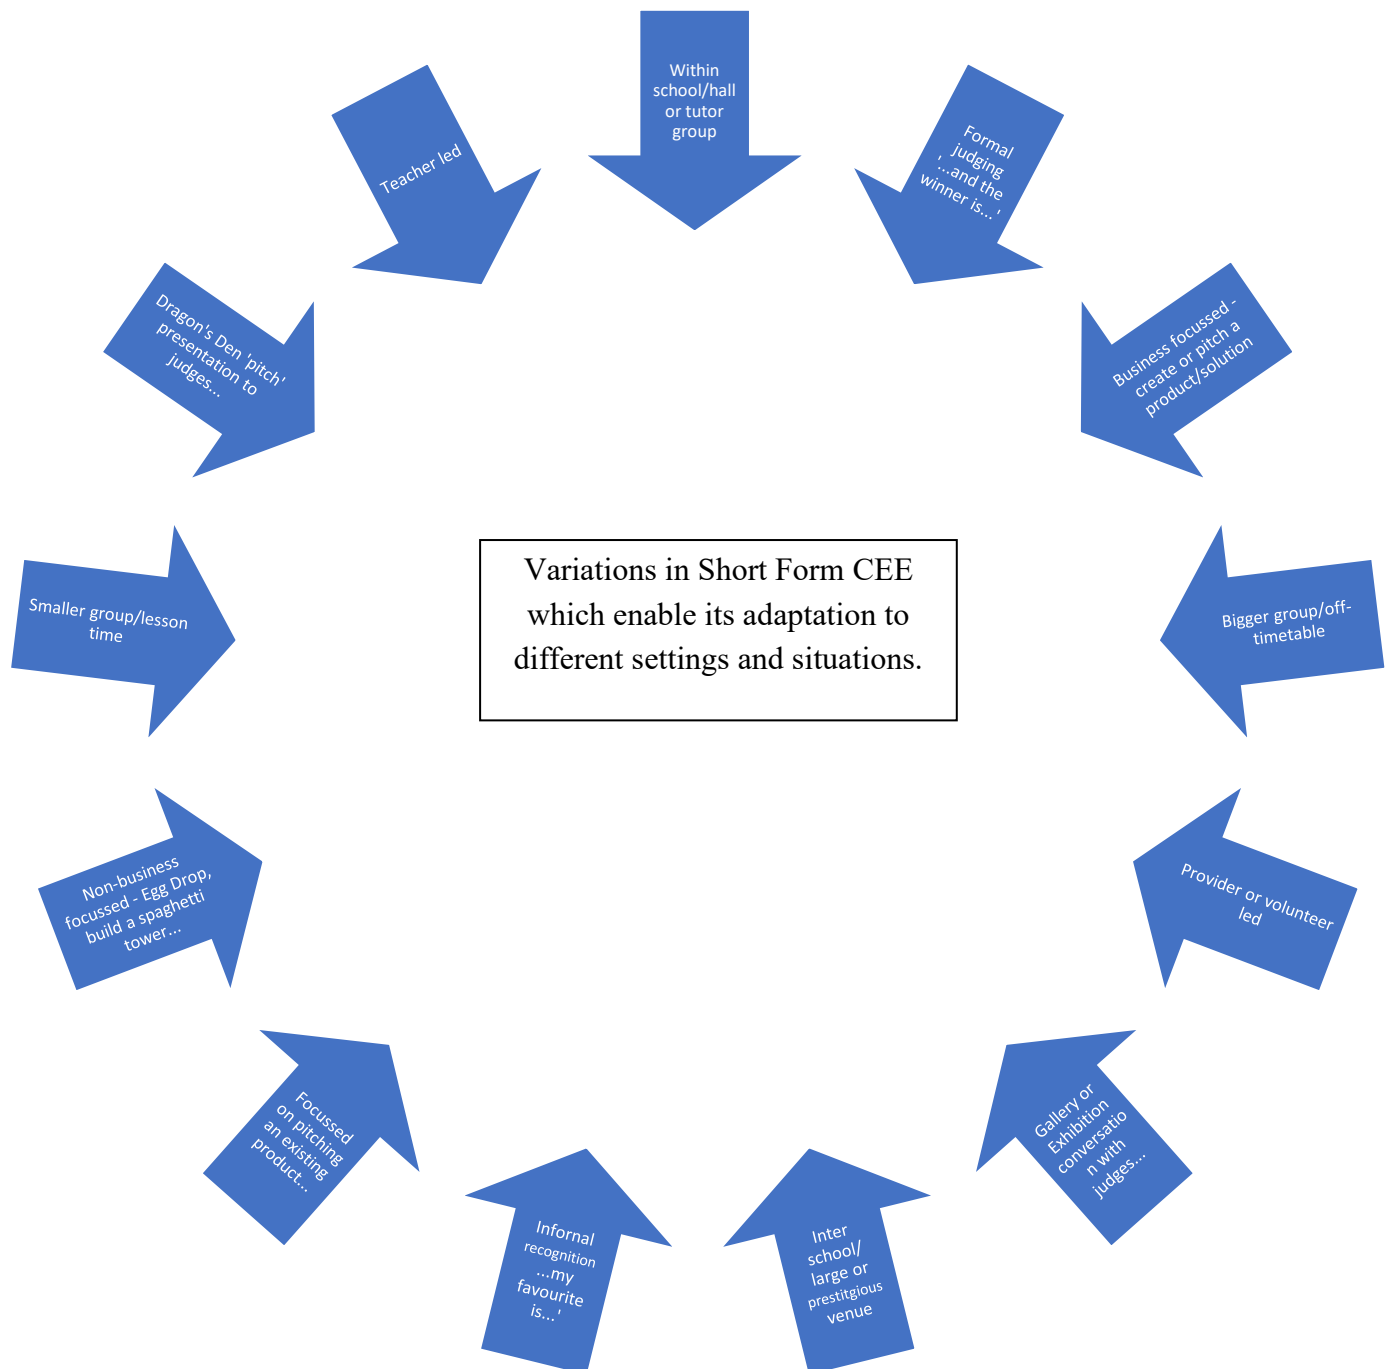 Within
school/hall
or tutor
group
Formal
judging
'...and the
winner is...'
Business focussed -
create or pitch a
product/solution
Bigger group/off-
timetable
Provider or volunteer
led
Gallery or
Exhibition
conversatio
n with
judges...
Inter
school/
large or
prestitgious
venue
Infornal
recognition
...my
favourite
is...'
Focussed
on pitching
an existing
product...
Non-business
focussed - Egg Drop,
build a spaghetti
tower...
Smaller group/lesson
time
Dragon's Den 'pitch'
presentation to
judges...
Teacher led
Variations in Short Form CEE
which enable its adaptation to
different settings and situations.